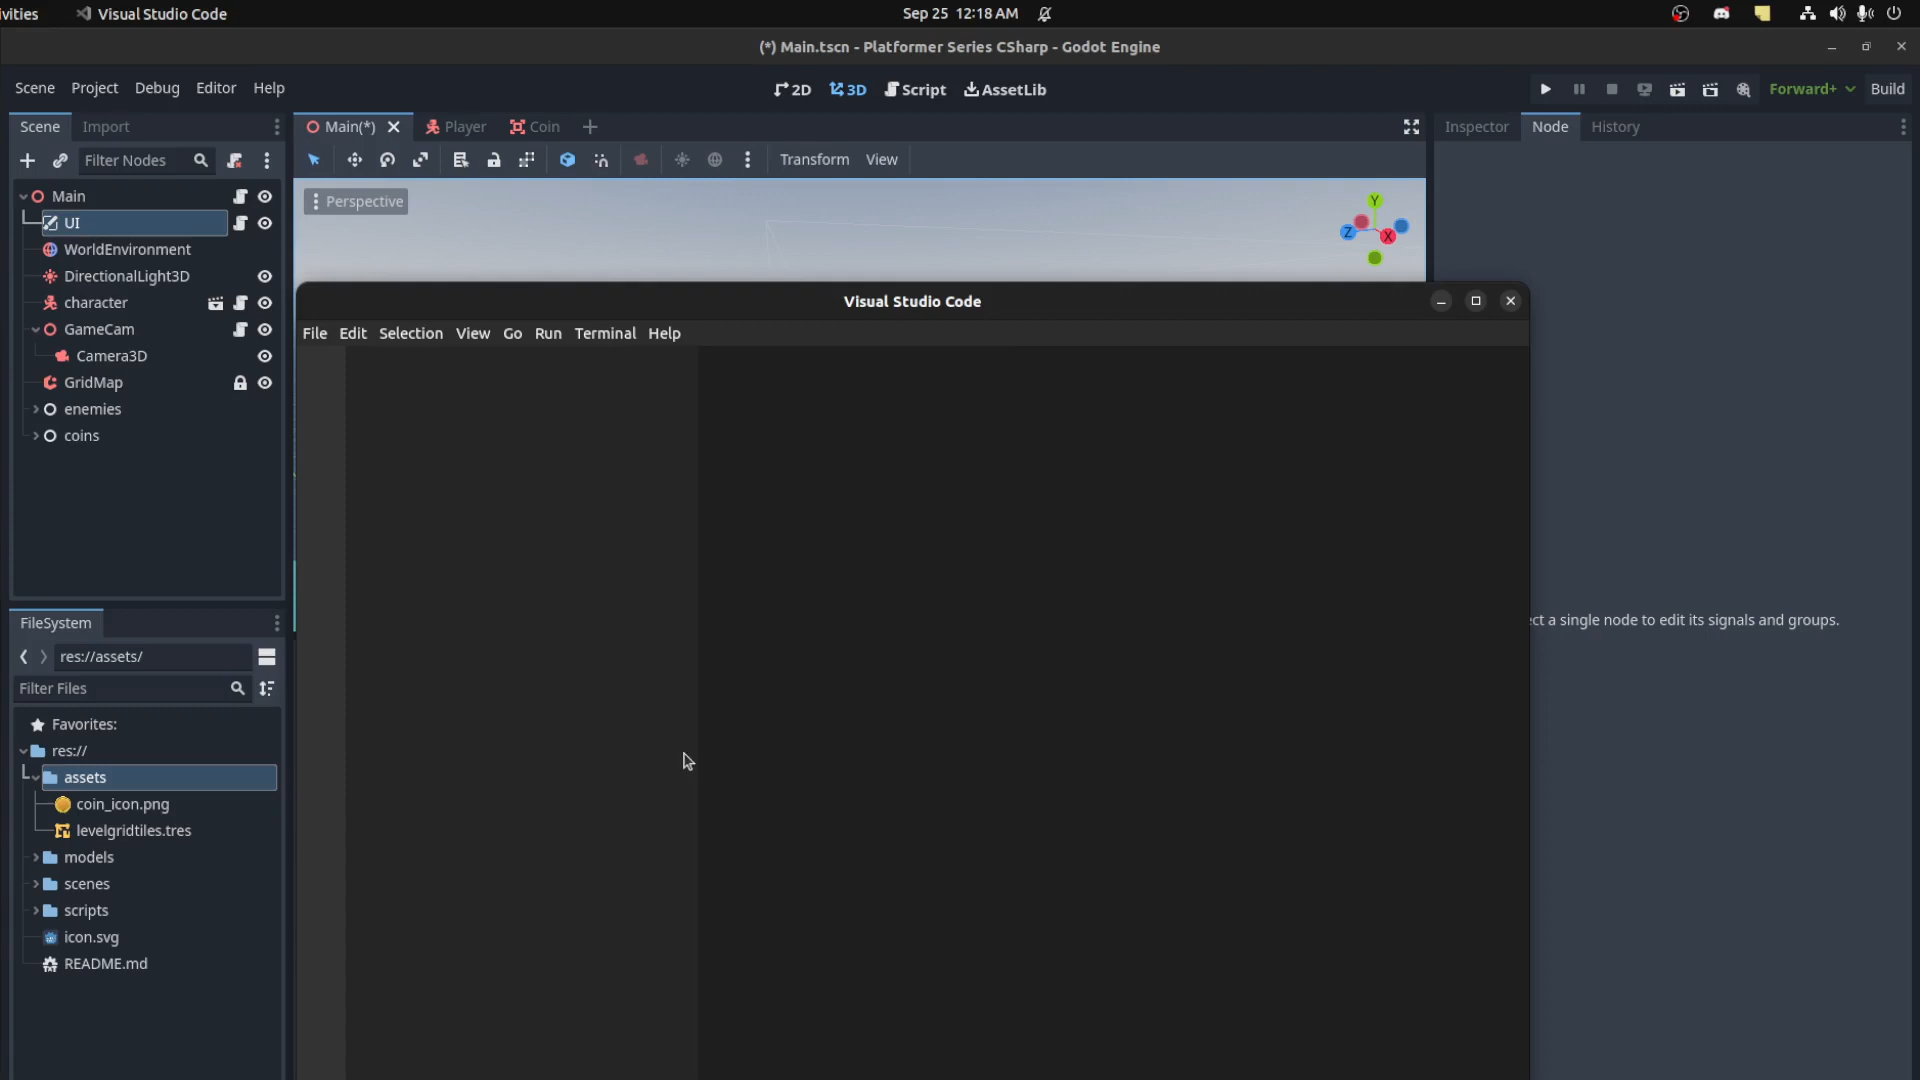 ivities Visual Studio Code Sep 25 12:18 AM
(*) Main.tscn - Platformer Series CSharp - Godot Engine
Scene Project Debug Editor Help 2D 3D Script AssetLib Forward+ Build
Scene Import Main(*) Player Coin Inspector Node History
Filter Nodes Transform View
Main
Perspective
UI
WorldEnvironment
DirectionalLight3D
character
GameCam
Camera3D
GridMap
enemies
coins
Y
Z
X
Visual Studio Code
File Edit Selection View Go Run Terminal Help
ect a single node to edit its signals and groups.
FileSystem
res://assets/
Filter Files
Favorites:
res://
assets
coin_icon.png
levelgridtiles.tres
models
scenes
scripts
icon.svg
README.md